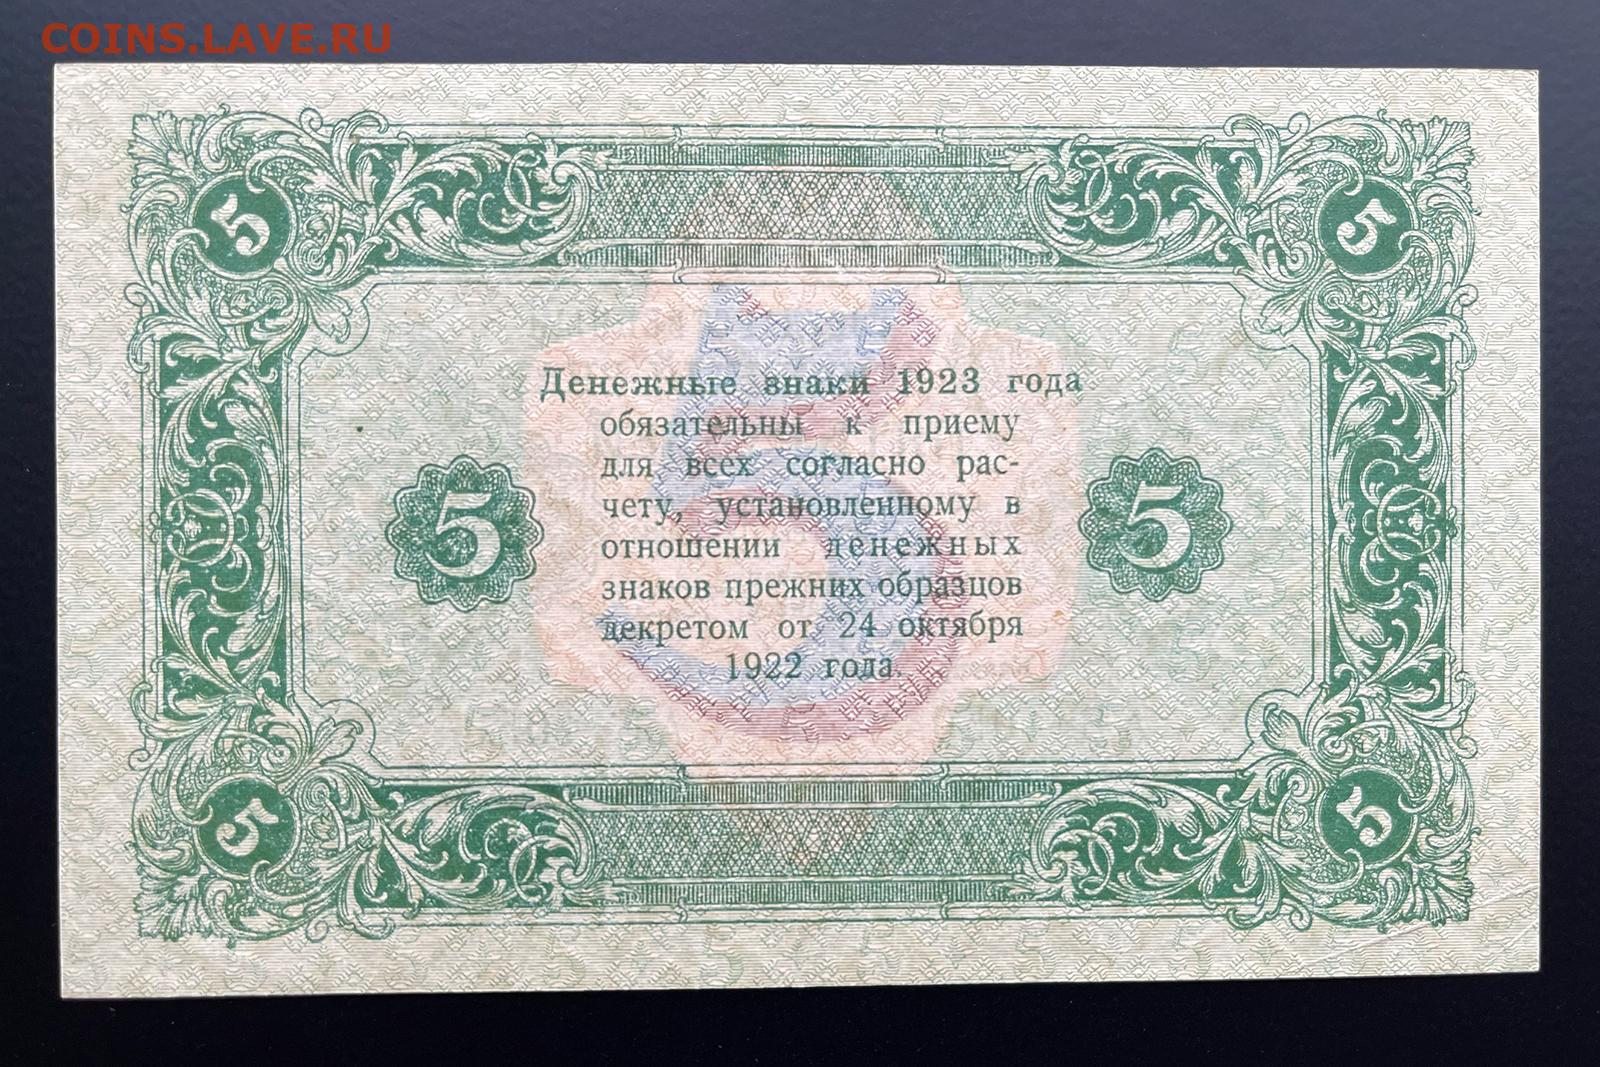 COINS.LAVE.RU
5 5
Денежные знаки 1923 года
обязательны к приему
для всех согласно рас-
чету, установленному в
5 5
отношении денежных
знаков прежних образцов
декретом от 24 октября
1922 года.
5 5